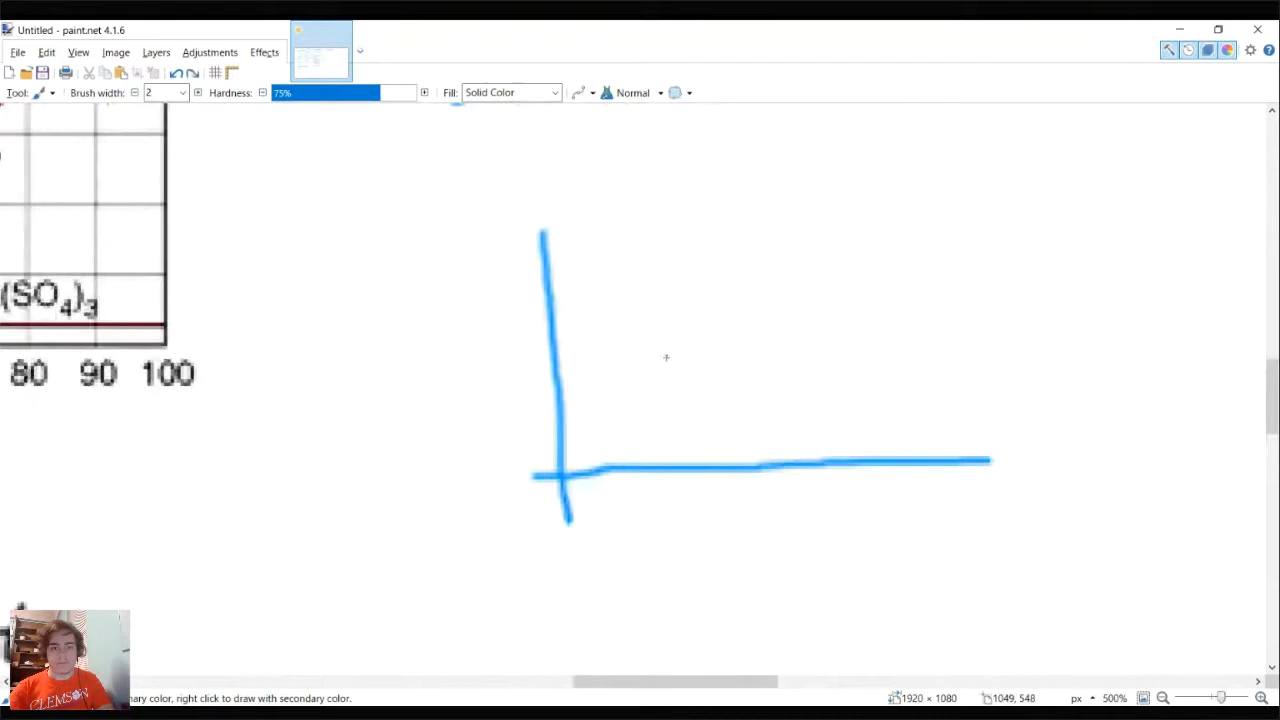 Untitled - paint.net 4.1.6
File Edit View Image Layers Adjustments Effects
Tool: Brush width: 2 Hardness: 75% Fill: Solid Color Normal
(SO4)3
80 90 100
CLEMSON
ary color, right click to draw with secondary color.
1920 × 1080 1049, 548 px 500%